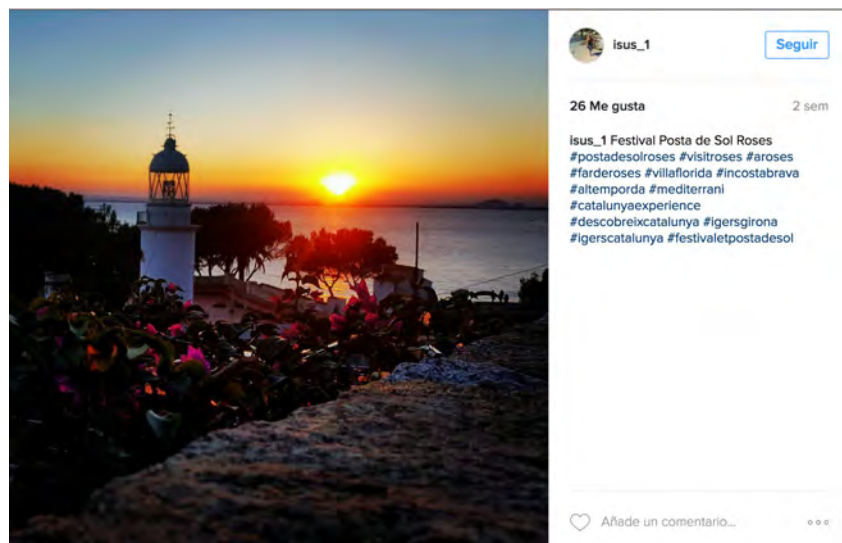 isus_1
Seguir
26 Me gusta
2 sem
isus_1 Festival Posta de Sol Roses
#postadesolroses #visitroses #aroses
#farderoses #villaflorida #incostabrava
#altemporda #mediterrani
#catalunyaexperience
#descobreixcatalunya #igersgirona
#igerscatalunya #festivaletpostadesol
Añade un comentario...